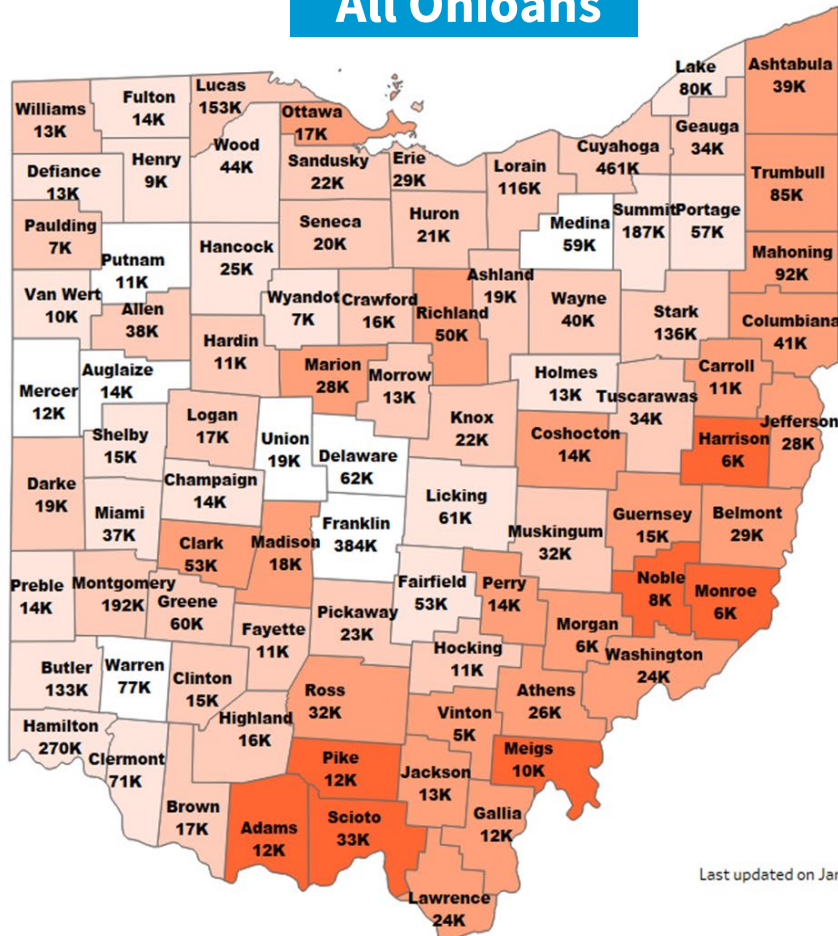 All Ohioans
Williams
13K
Fulton
14K
Lucas
153K
Ottawa
17K
Lake
80K
Ashtabula
39K
Defiance
13K
Henry
9K
Wood
44K
Sandusky
22K
Erie
29K
Lorain
116K
Cuyahoga
461K
Geauga
34K
Trumbull
85K
Paulding
7K
Putnam
11K
Hancock
25K
Seneca
20K
Huron
21K
Medina
59K
Summit
187K
Portage
57K
Mahoning
92K
Van Wert
10K
Allen
38K
Wyandot
7K
Crawford
16K
Richland
50K
Ashland
19K
Wayne
40K
Stark
136K
Columbiana
41K
Mercer
12K
Auglaize
14K
Hardin
11K
Marion
28K
Morrow
13K
Holmes
13K
Tuscarawas
34K
Carroll
11K
Jefferson
28K
Shelby
15K
Logan
17K
Union
19K
Delaware
62K
Knox
22K
Coshocton
14K
Harrison
6K
Darke
19K
Miami
37K
Champaign
14K
Franklin
384K
Licking
61K
Muskingum
32K
Guernsey
15K
Belmont
29K
Clark
53K
Madison
18K
Preble
14K
Montgomery
192K
Greene
60K
Fayette
11K
Pickaway
23K
Fairfield
53K
Perry
14K
Morgan
6K
Noble
8K
Monroe
6K
Butler
133K
Warren
77K
Clinton
15K
Ross
32K
Hocking
11K
Athens
26K
Washington
24K
Hamilton
270K
Clermont
71K
Highland
16K
Vinton
5K
Meigs
10K
Brown
17K
Pike
12K
Jackson
13K
Gallia
12K
Adams
12K
Scioto
33K
Lawrence
24K
Last updated on Jar